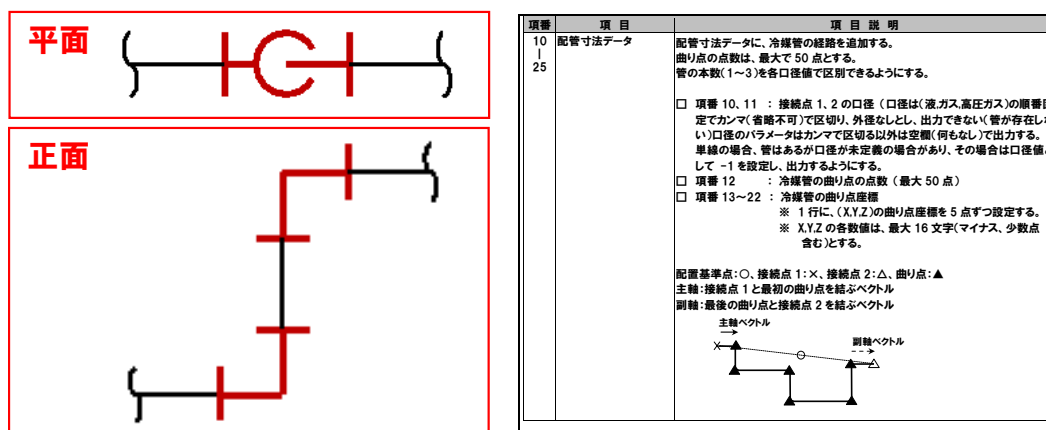 平面
正面
項番 項 目 項 目 説 明
10 配管寸法データ 配管寸法データに、冷媒管の経路を追加する。
| 曲り点の点数は、最大で 50 点とする。
25 管の本数(1～3)を各口径値で区別できるようにする。
□ 項番 10、11 : 接続点 1、2 の口径 (口径は(液,ガス,高圧ガス)の順番
定でカンマ(省略不可)で区切り、外径なしとし、出力できない(管が存在し
い)口径のパラメータはカンマで区切る以外は空欄(何もなし)で出力する。
単線の場合、管はあるが口径が未定義の場合があり、その場合は口径値
して -1 を設定し、出力するようにする。
□ 項番 12 : 冷媒管の曲り点の点数 (最大 50 点)
□ 項番 13～22 : 冷媒管の曲り点座標
※ 1 行に、(X,Y,Z)の曲り点座標を 5 点ずつ設定する。
※ X,Y,Z の各数値は、最大 16 文字(マイナス、少数点
含む)とする。
配置基準点:○、接続点 1:×、接続点 2:△、曲り点:▲
主軸:接続点 1 と最初の曲り点を結ぶベクトル
副軸:最後の曲り点と接続点 2 を結ぶベクトル
主軸ベクトル
副軸ベクトル